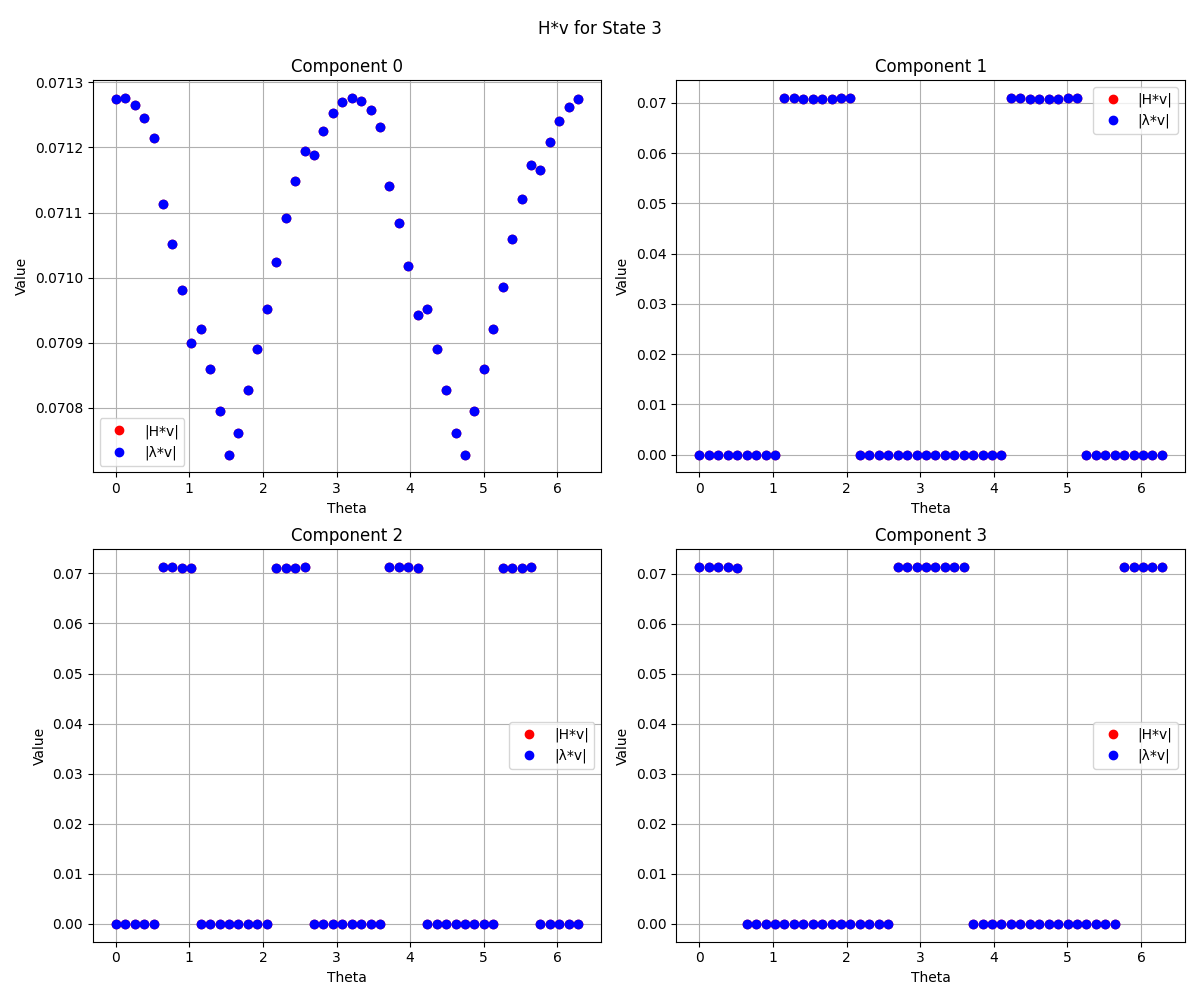 H*v for State 3
Component 0
0.0713
0.0712
0.0711
0.0710
0.0709
0.0708
Value
|H*v|
|λ*v|
0 1 2 3 4 5 6
Theta
Component 1
0.07
0.06
0.05
0.04
0.03
0.02
0.01
0.00
Value
|H*v|
|λ*v|
0 1 2 3 4 5 6
Theta
Component 2
0.07
0.06
0.05
0.04
0.03
0.02
0.01
0.00
Value
|H*v|
|λ*v|
0 1 2 3 4 5 6
Theta
Component 3
0.07
0.06
0.05
0.04
0.03
0.02
0.01
0.00
Value
|H*v|
|λ*v|
0 1 2 3 4 5 6
Theta